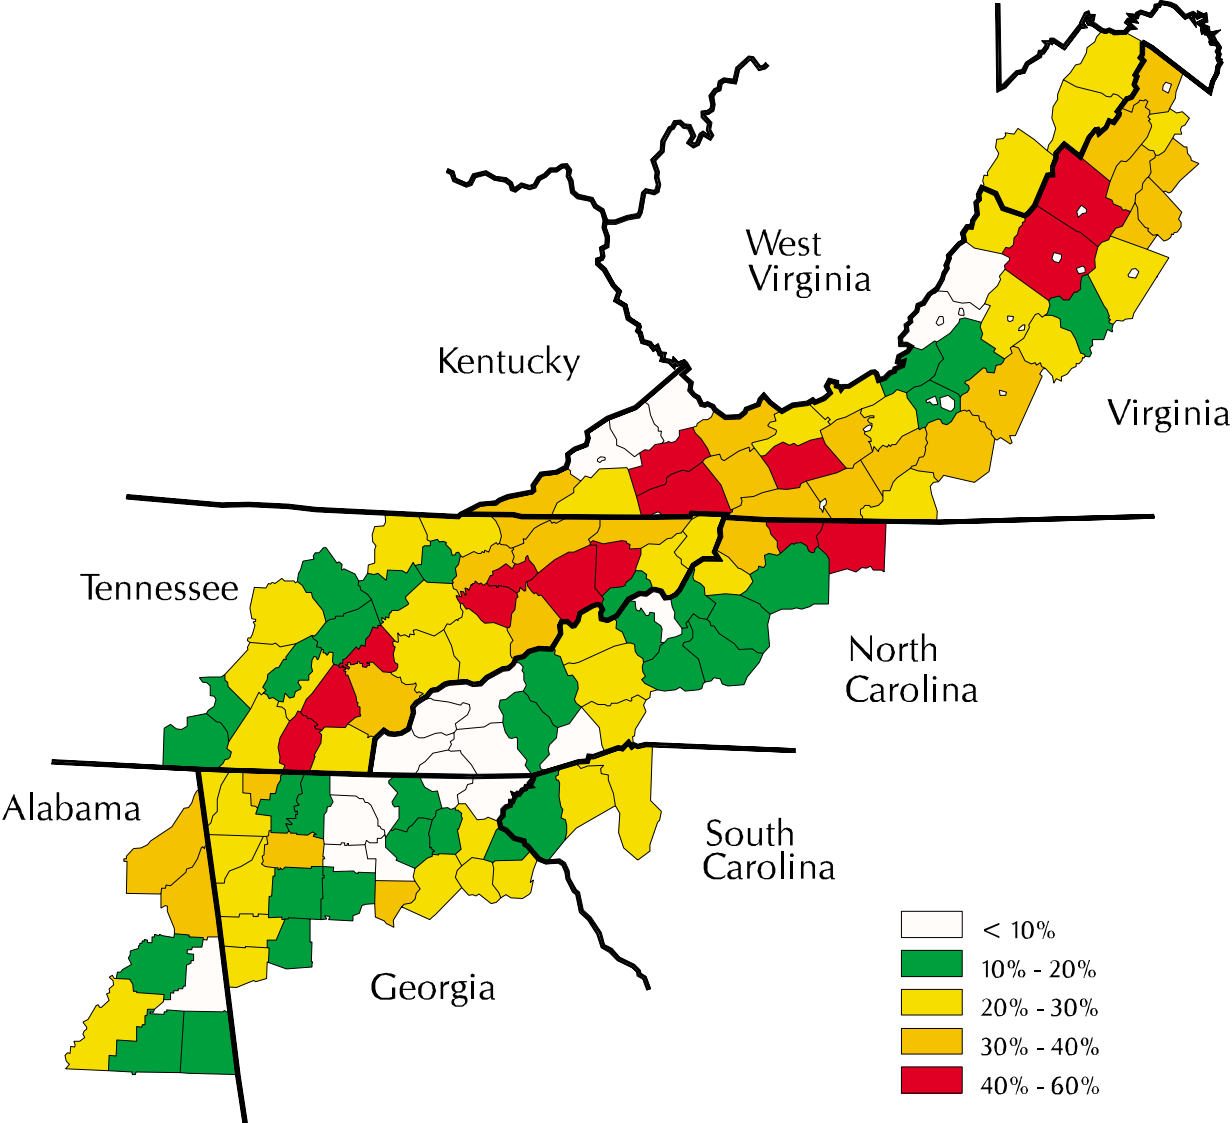 West
Virginia
Kentucky
Virginia
Tennessee
North
Carolina
Alabama
South
Carolina
Georgia
< 10%
10% - 20%
20% - 30%
30% - 40%
40% - 60%